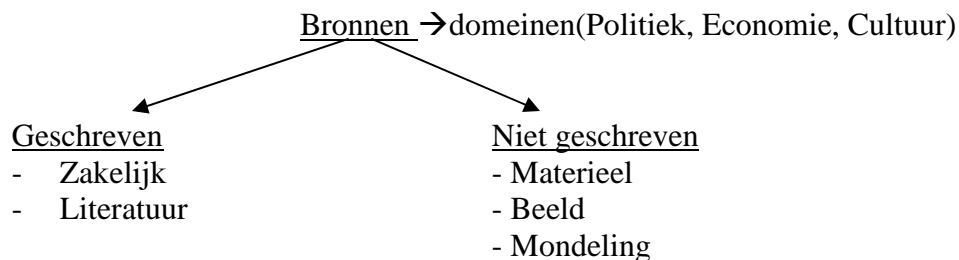 Bronnen →domeinen(Politiek, Economie, Cultuur)
Geschreven
- Zakelijk
- Literatuur
Niet geschreven
- Materieel
- Beeld
- Mondeling